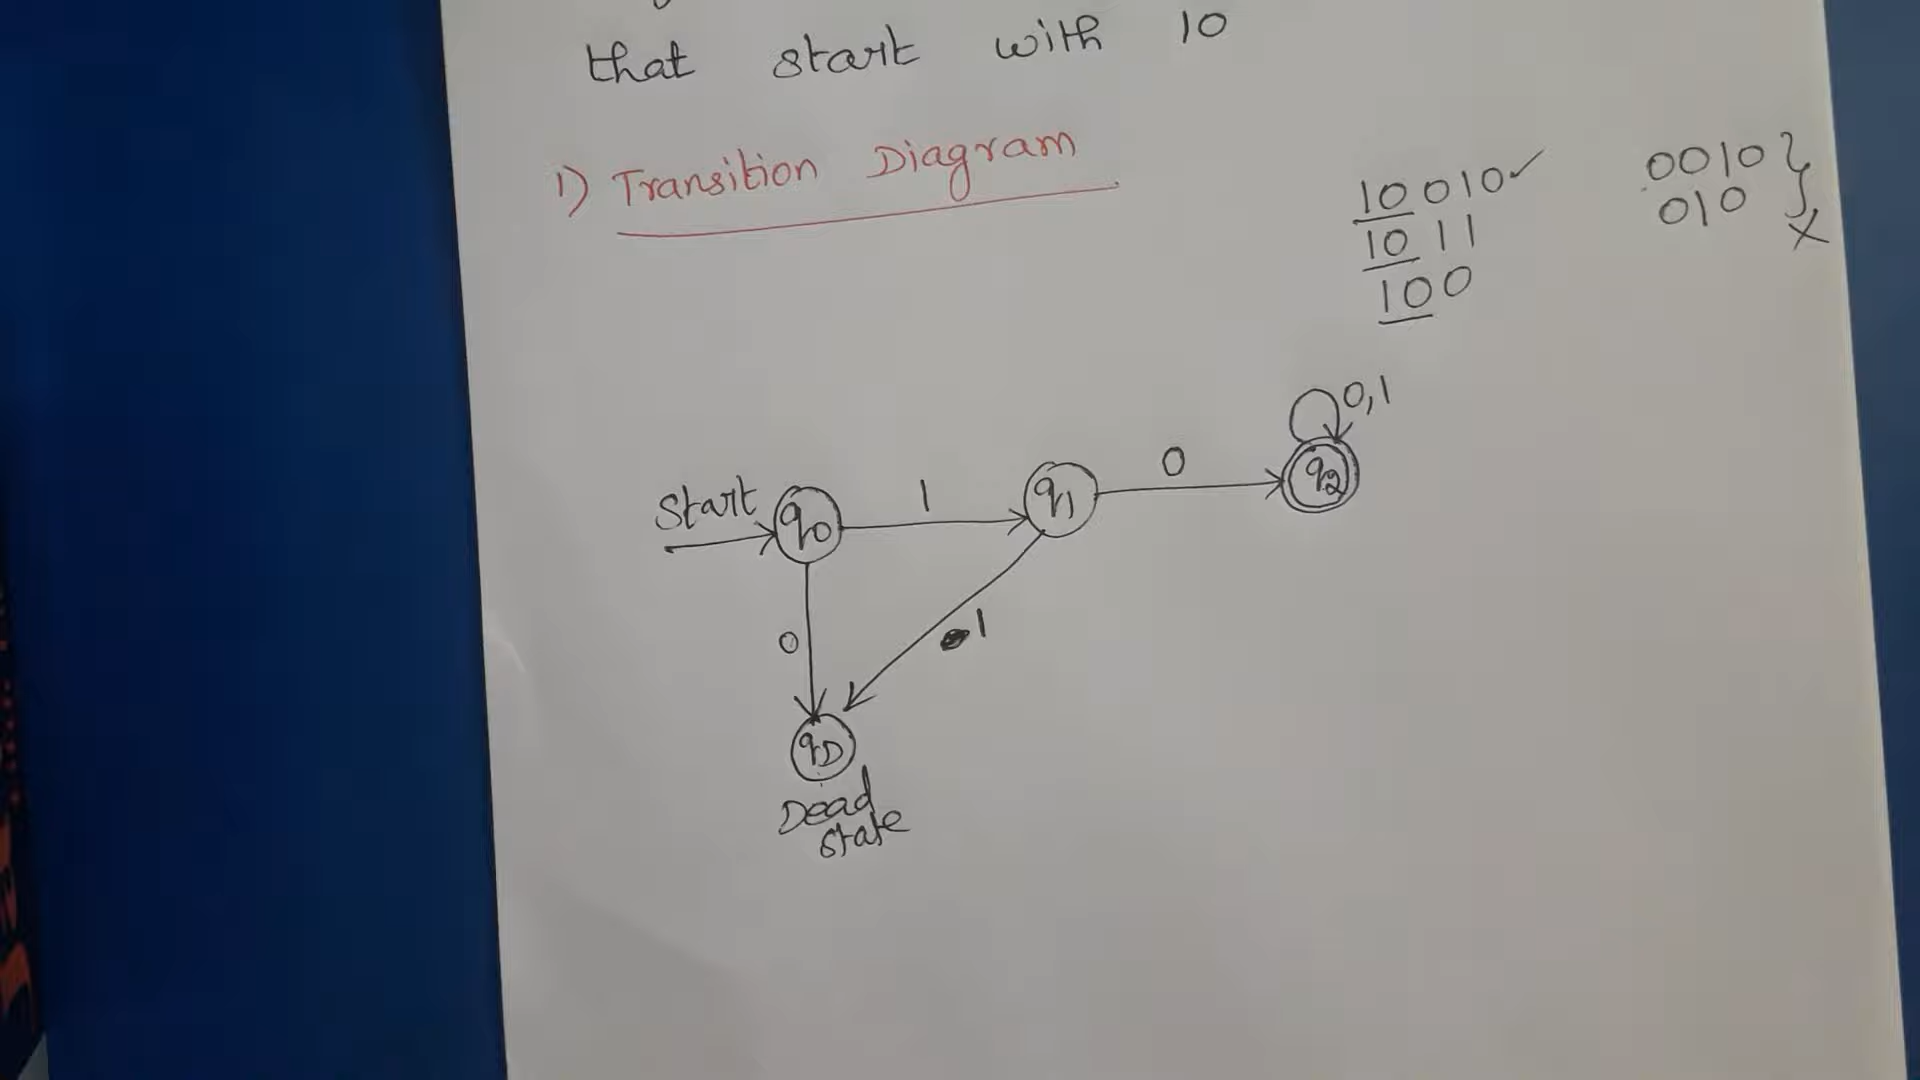 that start with 10
1) Transition Diagram
10010✓
1011
100
0010
010
X
0,1
Start
q0
1
q1
0
q2
0
1
qD
Dead
state